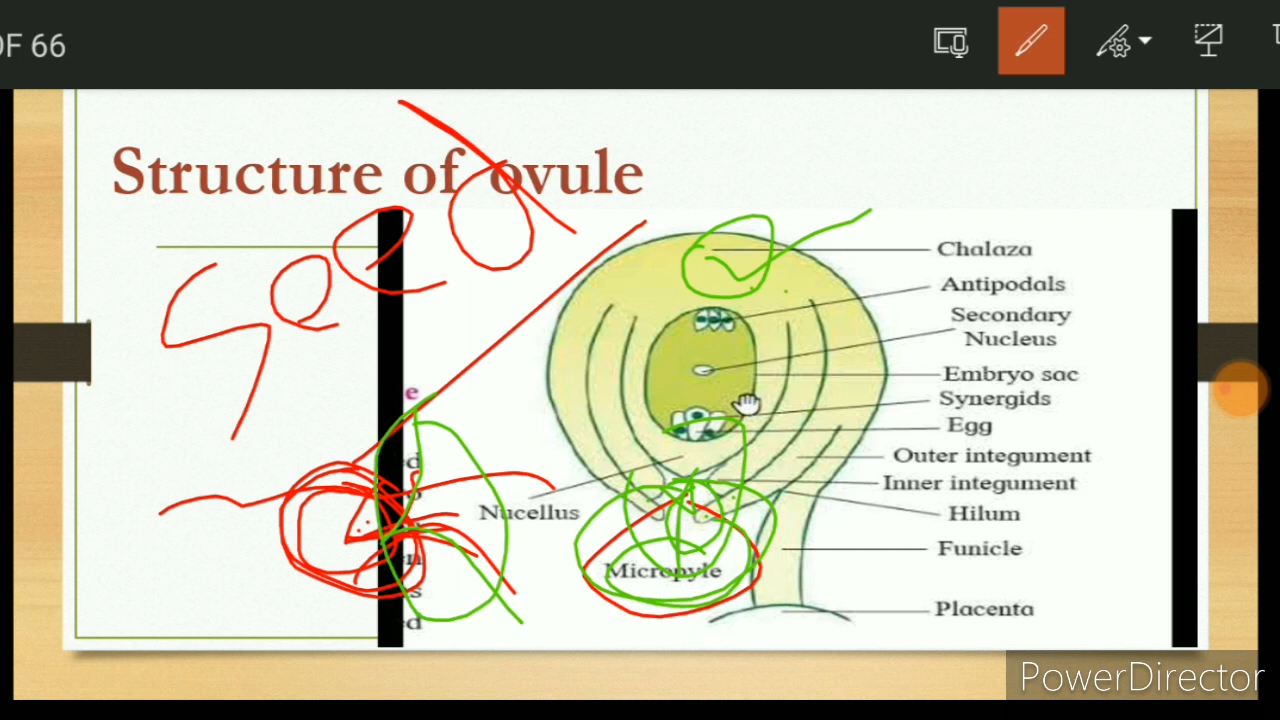 OF 66
Structure of ovule
seed
Chalaza
Antipodals
Secondary
Nucleus
Embryo sac
Synergids
Egg
Outer integument
Inner integument
Nucellus
Hilum
Funicle
Micropyle
Placenta
PowerDirector